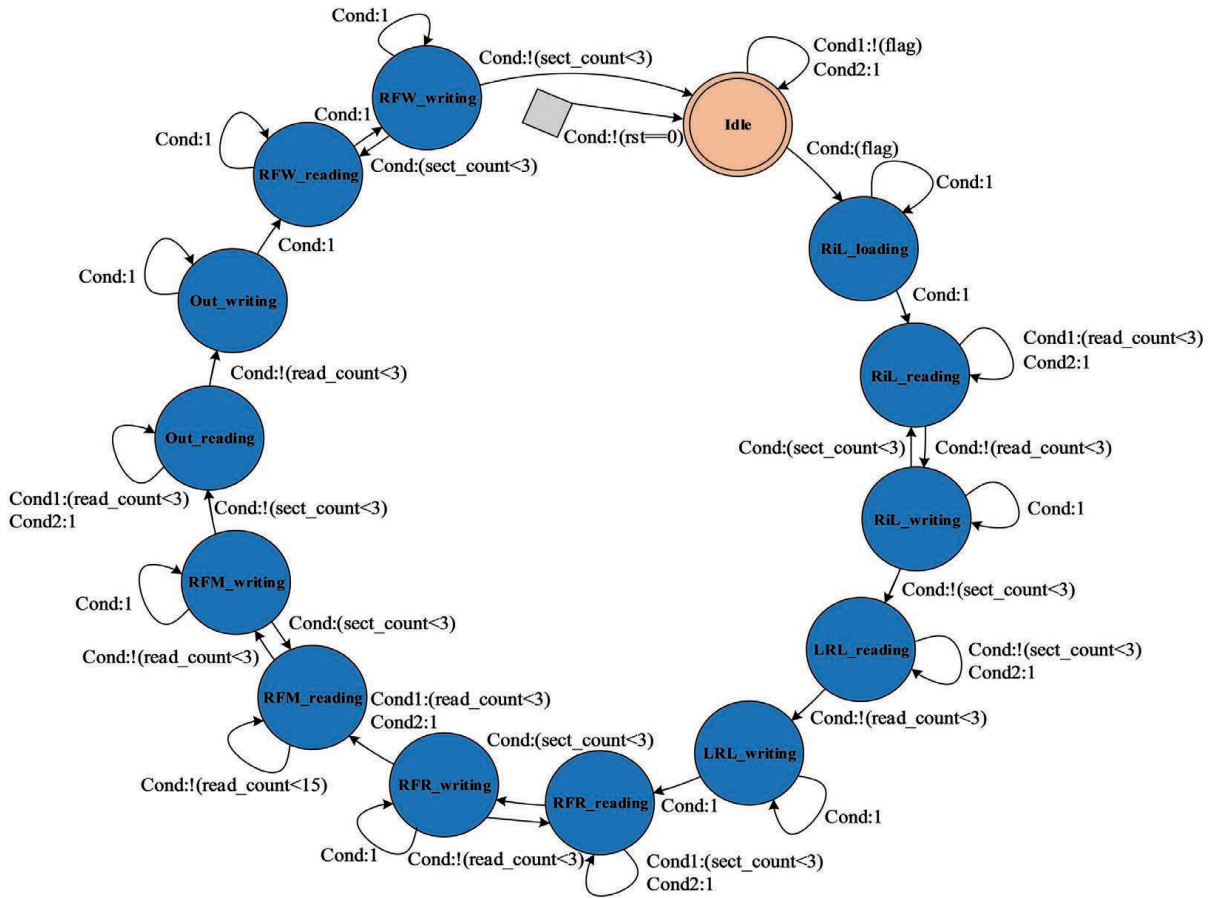 Cond:1
RFW_writing
Cond:!(sect_count<3)
Cond1:!(flag)
Cond2:1
Idle
Cond:!(rst==0)
Cond:(flag)
Cond:1
RFW_reading
Cond:1
Cond:(sect_count<3)
Cond:1
RiL_loading
Cond:1
Cond:1
Out_writing
Cond:1
Cond:1
RiL_reading
Cond1:(read_count<3)
Cond2:1
Cond:!(read_count<3)
Out_reading
Cond1:(read_count<3)
Cond2:1
Cond:(sect_count<3)
Cond:!(read_count<3)
RiL_writing
Cond:1
Cond:!(sect_count<3)
RFM_writing
Cond:1
Cond:!(sect_count<3)
Cond:(sect_count<3)
Cond:!(read_count<3)
LRL_reading
Cond:!(sect_count<3)
Cond2:1
Cond:!(read_count<3)
RFM_reading
Cond1:(read_count<3)
Cond2:1
Cond:!(read_count<15)
Cond:(sect_count<3)
LRL_writing
Cond:1
Cond:1
RFR_writing
RFR_reading
Cond:1
Cond:!(read_count<3)
Cond1:(sect_count<3)
Cond2:1